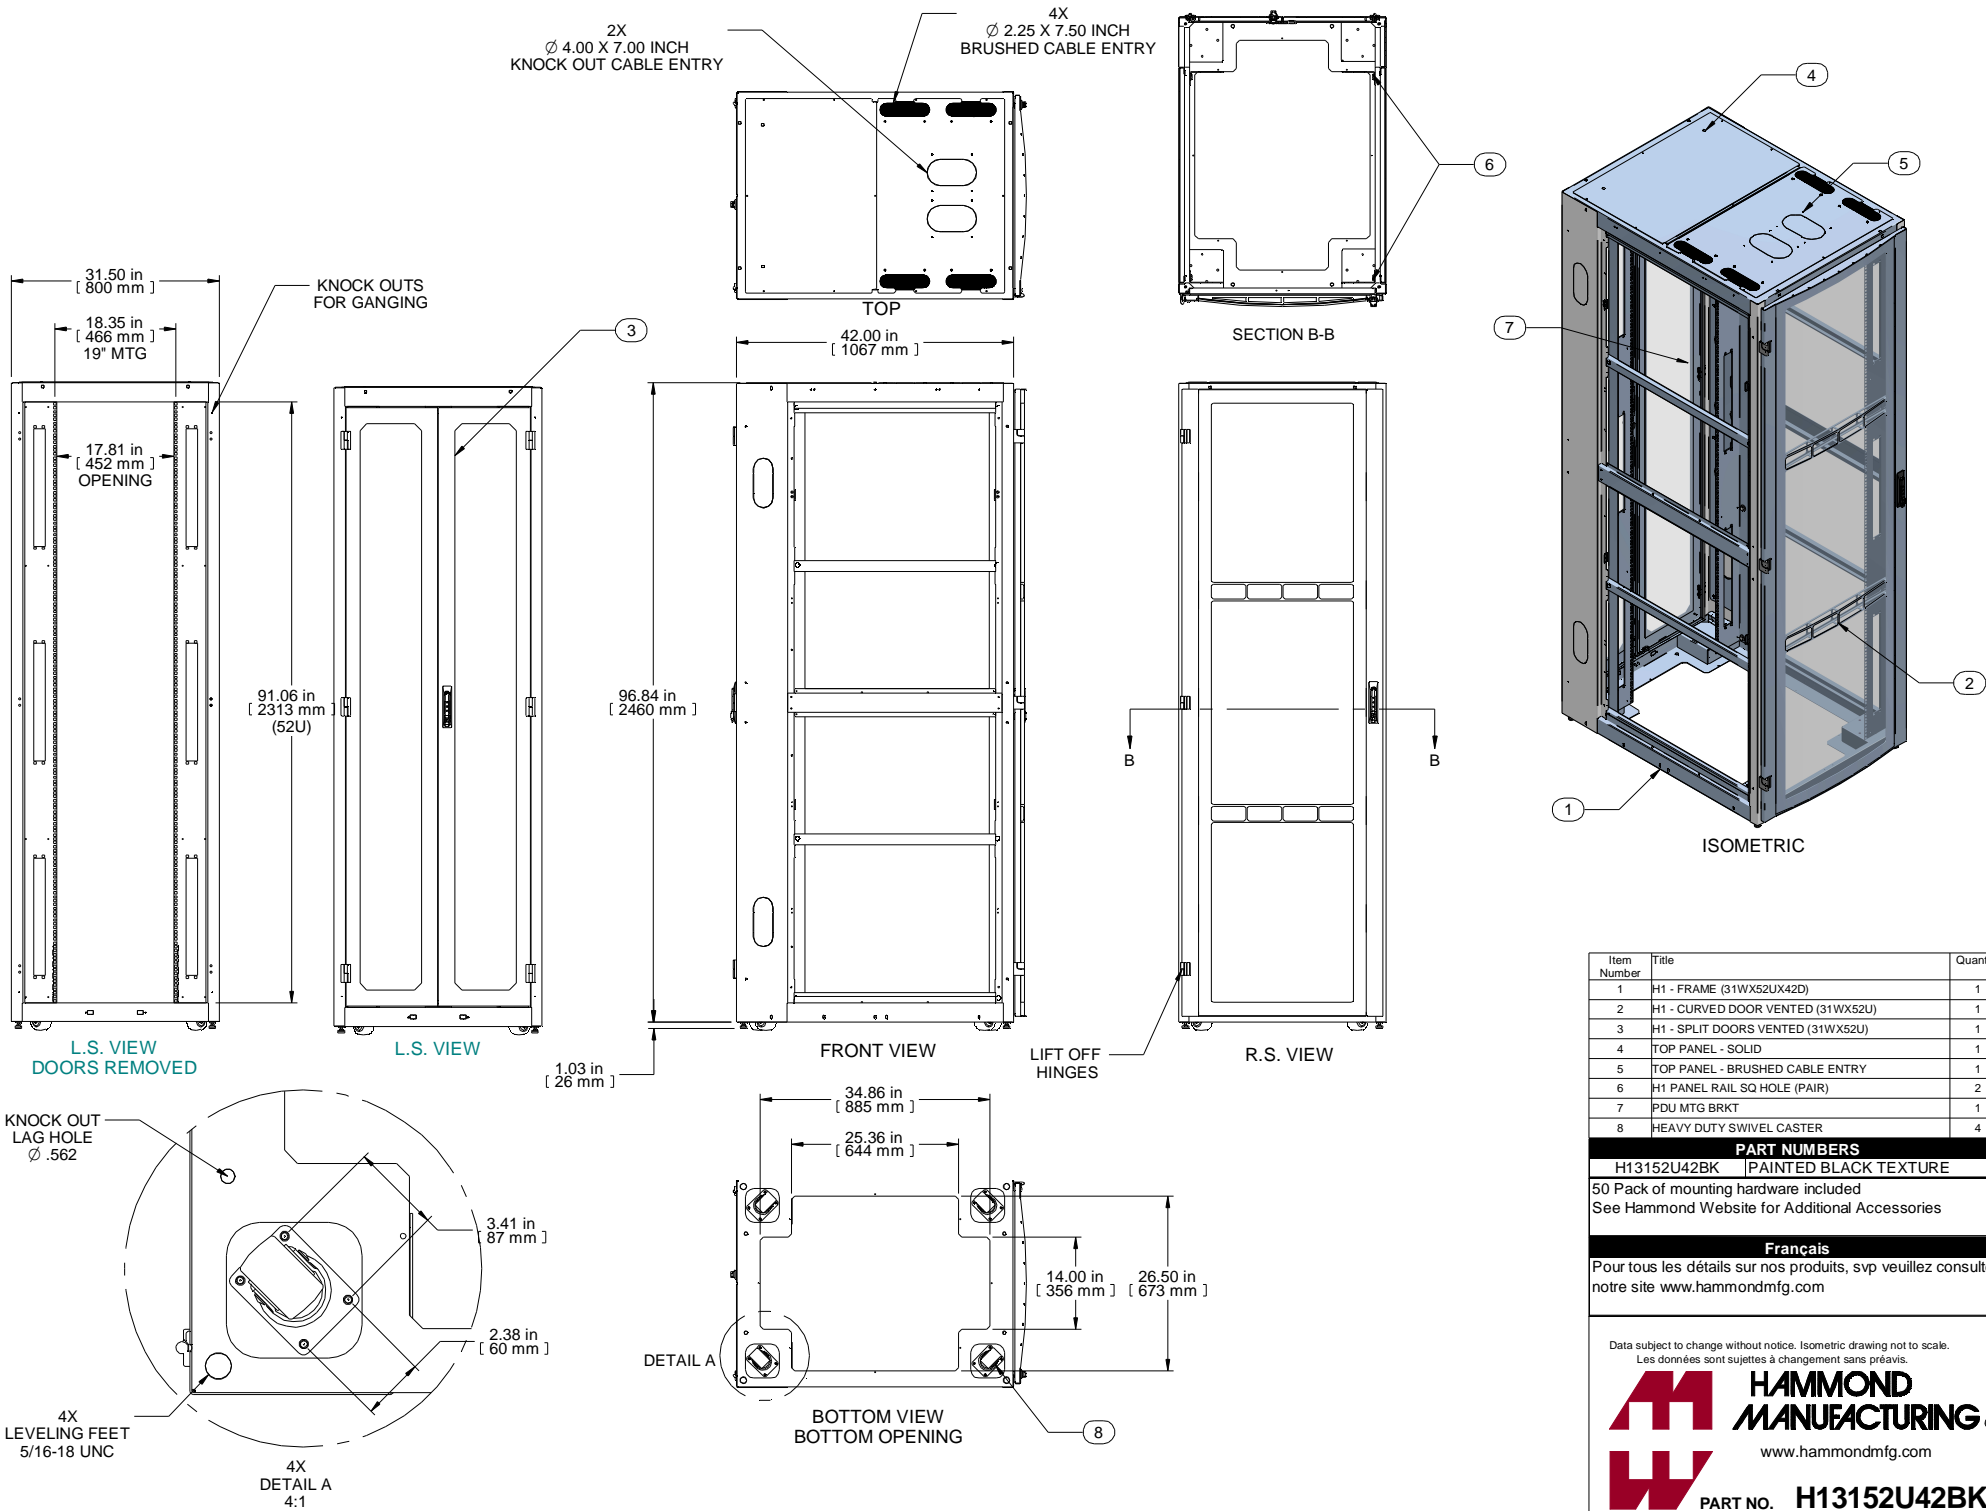 2X
Ø 4.00 X 7.00 INCH
KNOCK OUT CABLE ENTRY
4X
Ø 2.25 X 7.50 INCH
BRUSHED CABLE ENTRY
TOP
SECTION B-B
6
4
5
7
2
1
ISOMETRIC
31.50 in
[ 800 mm ]
18.35 in
[ 466 mm ]
19" MTG
KNOCK OUTS
FOR GANGING
17.81 in
[ 452 mm ]
OPENING
91.06 in
[ 2313 mm ]
(52U)
L.S. VIEW
DOORS REMOVED
3
L.S. VIEW
42.00 in
[ 1067 mm ]
96.84 in
[ 2460 mm ]
1.03 in
[ 26 mm ]
FRONT VIEW
B
B
LIFT OFF
HINGES
R.S. VIEW
KNOCK OUT
LAG HOLE
Ø .562
3.41 in
[ 87 mm ]
2.38 in
[ 60 mm ]
4X
LEVELING FEET
5/16-18 UNC
4X
DETAIL A
4:1
34.86 in
[ 885 mm ]
25.36 in
[ 644 mm ]
14.00 in
[ 356 mm ]
26.50 in
[ 673 mm ]
DETAIL A
8
BOTTOM VIEW
BOTTOM OPENING
Item Number Title Quant
1 H1 - FRAME (31WX52UX42D) 1
2 H1 - CURVED DOOR VENTED (31WX52U) 1
3 H1 - SPLIT DOORS VENTED (31WX52U) 1
4 TOP PANEL - SOLID 1
5 TOP PANEL - BRUSHED CABLE ENTRY 1
6 H1 PANEL RAIL SQ HOLE (PAIR) 2
7 PDU MTG BRKT 1
8 HEAVY DUTY SWIVEL CASTER 4
PART NUMBERS
H13152U42BK PAINTED BLACK TEXTURE
50 Pack of mounting hardware included
See Hammond Website for Additional Accessories
Français
Pour tous les détails sur nos produits, svp veuillez consult
notre site www.hammondmfg.com
Data subject to change without notice. Isometric drawing not to scale.
Les données sont sujettes à changement sans préavis.
HAMMOND
MANUFACTURING
www.hammondmfg.com
PART NO. H13152U42BK